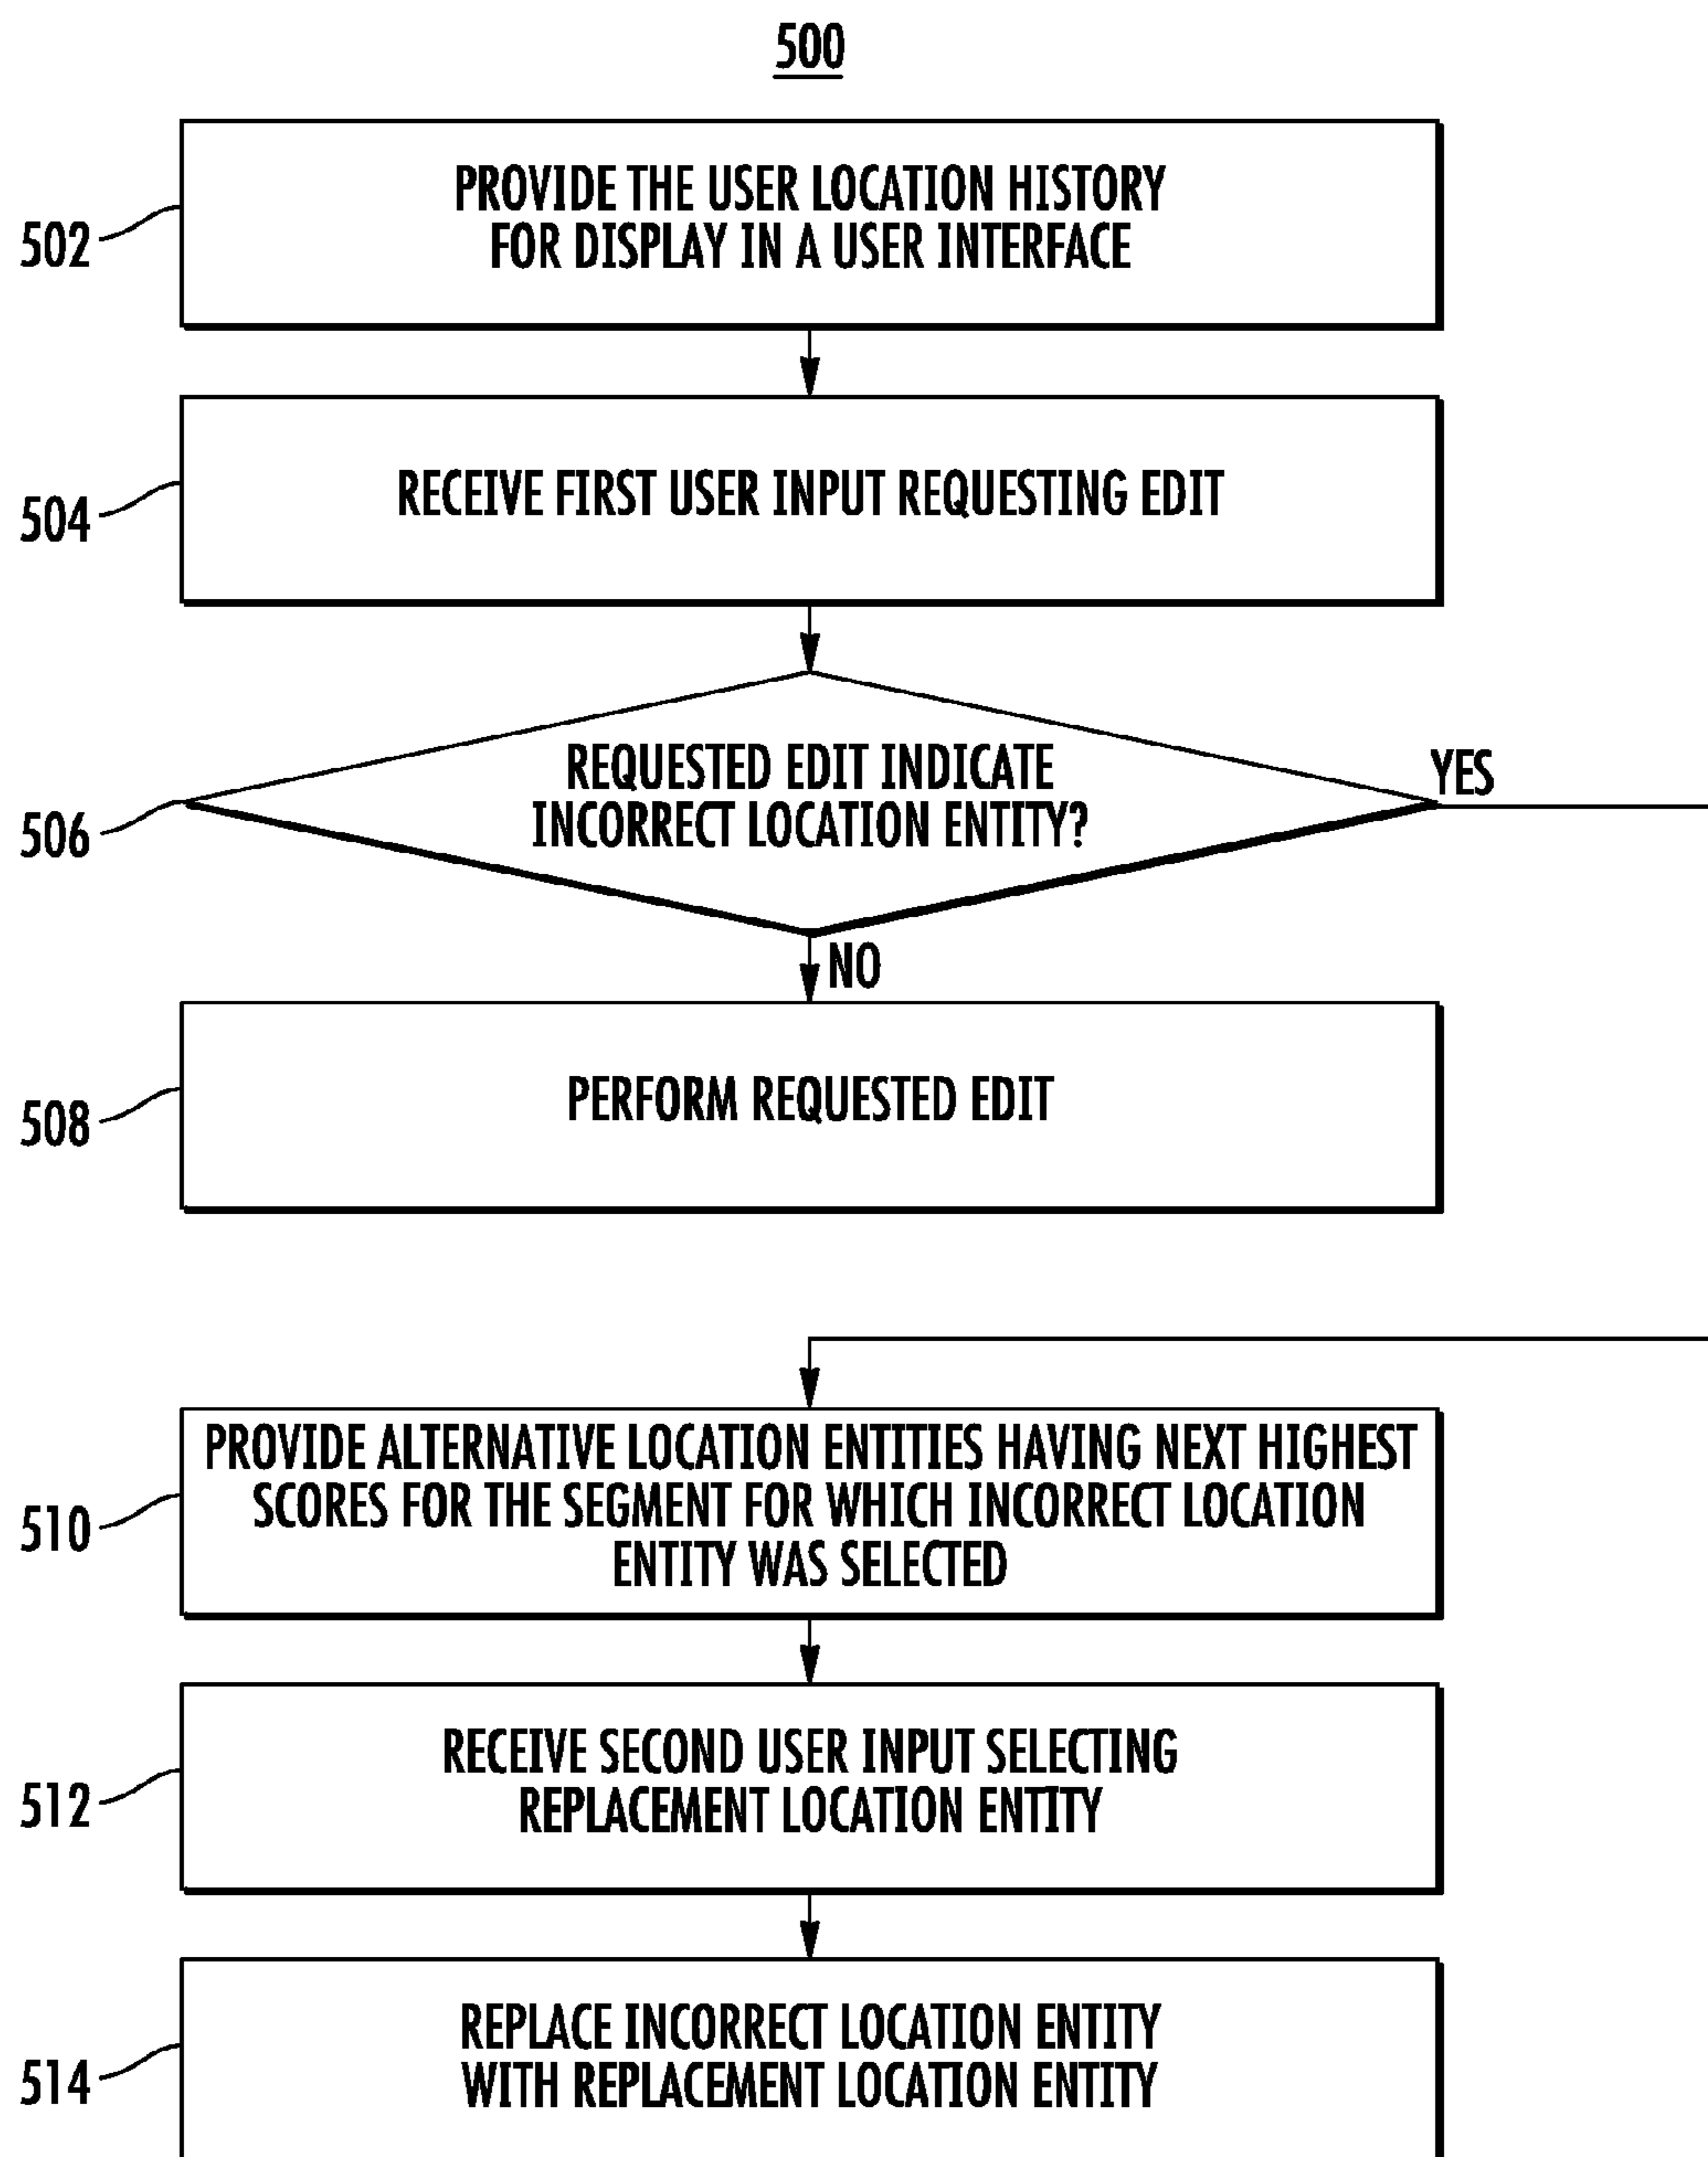 500
PROVIDE THE USER LOCATION HISTORY
FOR DISPLAY IN A USER INTERFACE
502
RECEIVE FIRST USER INPUT REQUESTING EDIT
504
REQUESTED EDIT INDICATE
INCORRECT LOCATION ENTITY?
YES
506
NO
PERFORM REQUESTED EDIT
508
PROVIDE ALTERNATIVE LOCATION ENTITIES HAVING NEXT HIGHEST
SCORES FOR THE SEGMENT FOR WHICH INCORRECT LOCATION
ENTITY WAS SELECTED
510
RECEIVE SECOND USER INPUT SELECTING
REPLACEMENT LOCATION ENTITY
512
REPLACE INCORRECT LOCATION ENTITY
WITH REPLACEMENT LOCATION ENTITY
514